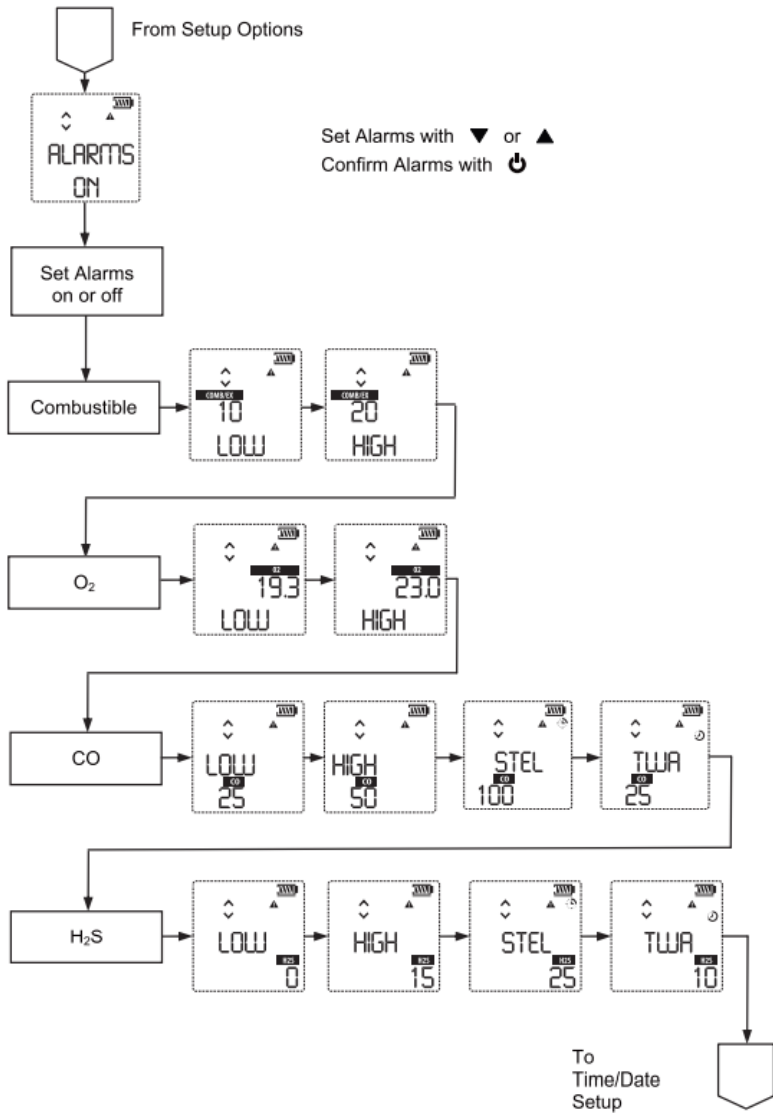 From Setup Options
ALARMS
ON
Set Alarms with ▼ or ▲
Confirm Alarms with ⏻
Set Alarms
on or off
Combustible
COMB/EX
10
LOW
COMB/EX
20
HIGH
O₂
O2
19.3
LOW
O2
23.0
HIGH
CO
LOW
CO
25
HIGH
CO
50
STEL
CO
100
TWA
CO
25
H₂S
LOW
H2S
0
HIGH
H2S
15
STEL
H2S
25
TWA
H2S
10
To
Time/Date
Setup